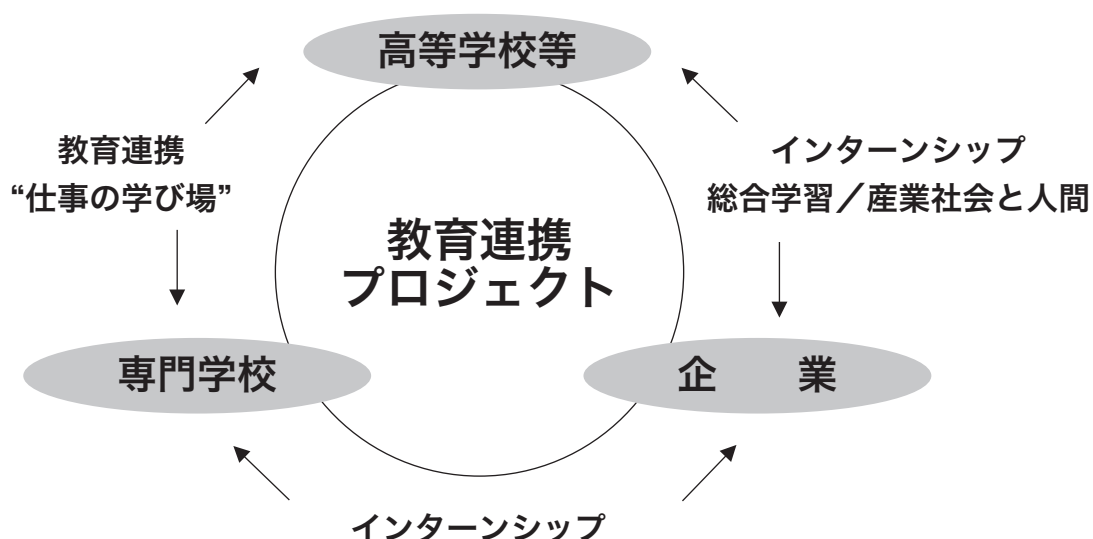 高等学校等
教育連携
“仕事の学び場”
インターンシップ
総合学習／産業社会と人間
教育連携
プロジェクト
専門学校
企　　業
インターンシップ